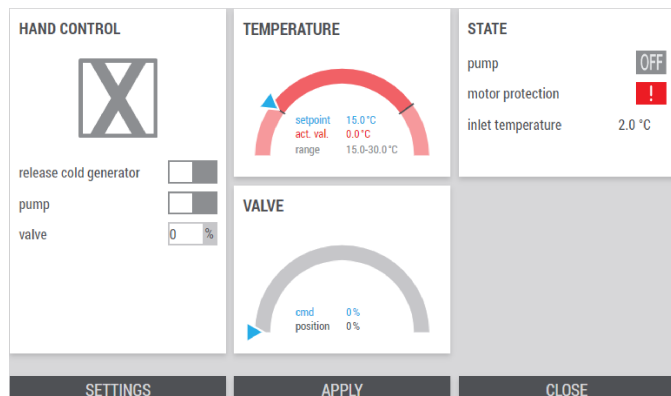 HAND CONTROL
release cold generator
pump
valve
0 %
TEMPERATURE
setpoint 15.0 °C
act. val. 0.0 °C
range 15.0-30.0 °C
VALVE
cmd 0 %
position 0 %
STATE
pump OFF
motor protection !
inlet temperature 2.0 °C
SETTINGS
APPLY
CLOSE